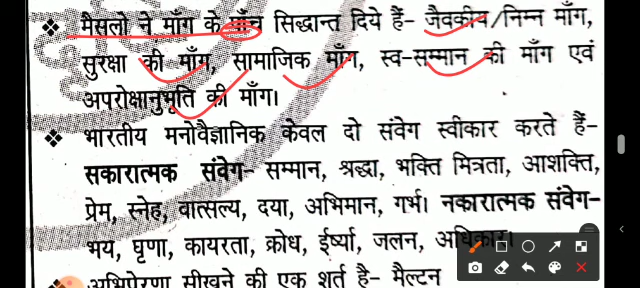 ❖ मैसलो ने माँग के पाँच सिद्धान्त दिये हैं- जैवकीय/निम्न माँग,
सुरक्षा की माँग, सामाजिक माँग, स्व-सम्मान की माँग एवं
अपरोक्षानुभूति की माँग।
❖ भारतीय मनोवैज्ञानिक केवल दो संवेग स्वीकार करते हैं-
सकारात्मक संवेग- सम्मान, श्रद्धा, भक्ति मित्रता, आशक्ति,
प्रेम, स्नेह, वात्सल्य, दया, अभिमान, गर्भ। नकारात्मक संवेग-
भय, घृणा, कायरता, क्रोध, ईर्ष्या, जलन, अधिकार।
❖ अभिप्रेरणा सीखने की एक शर्त है- मैल्टन